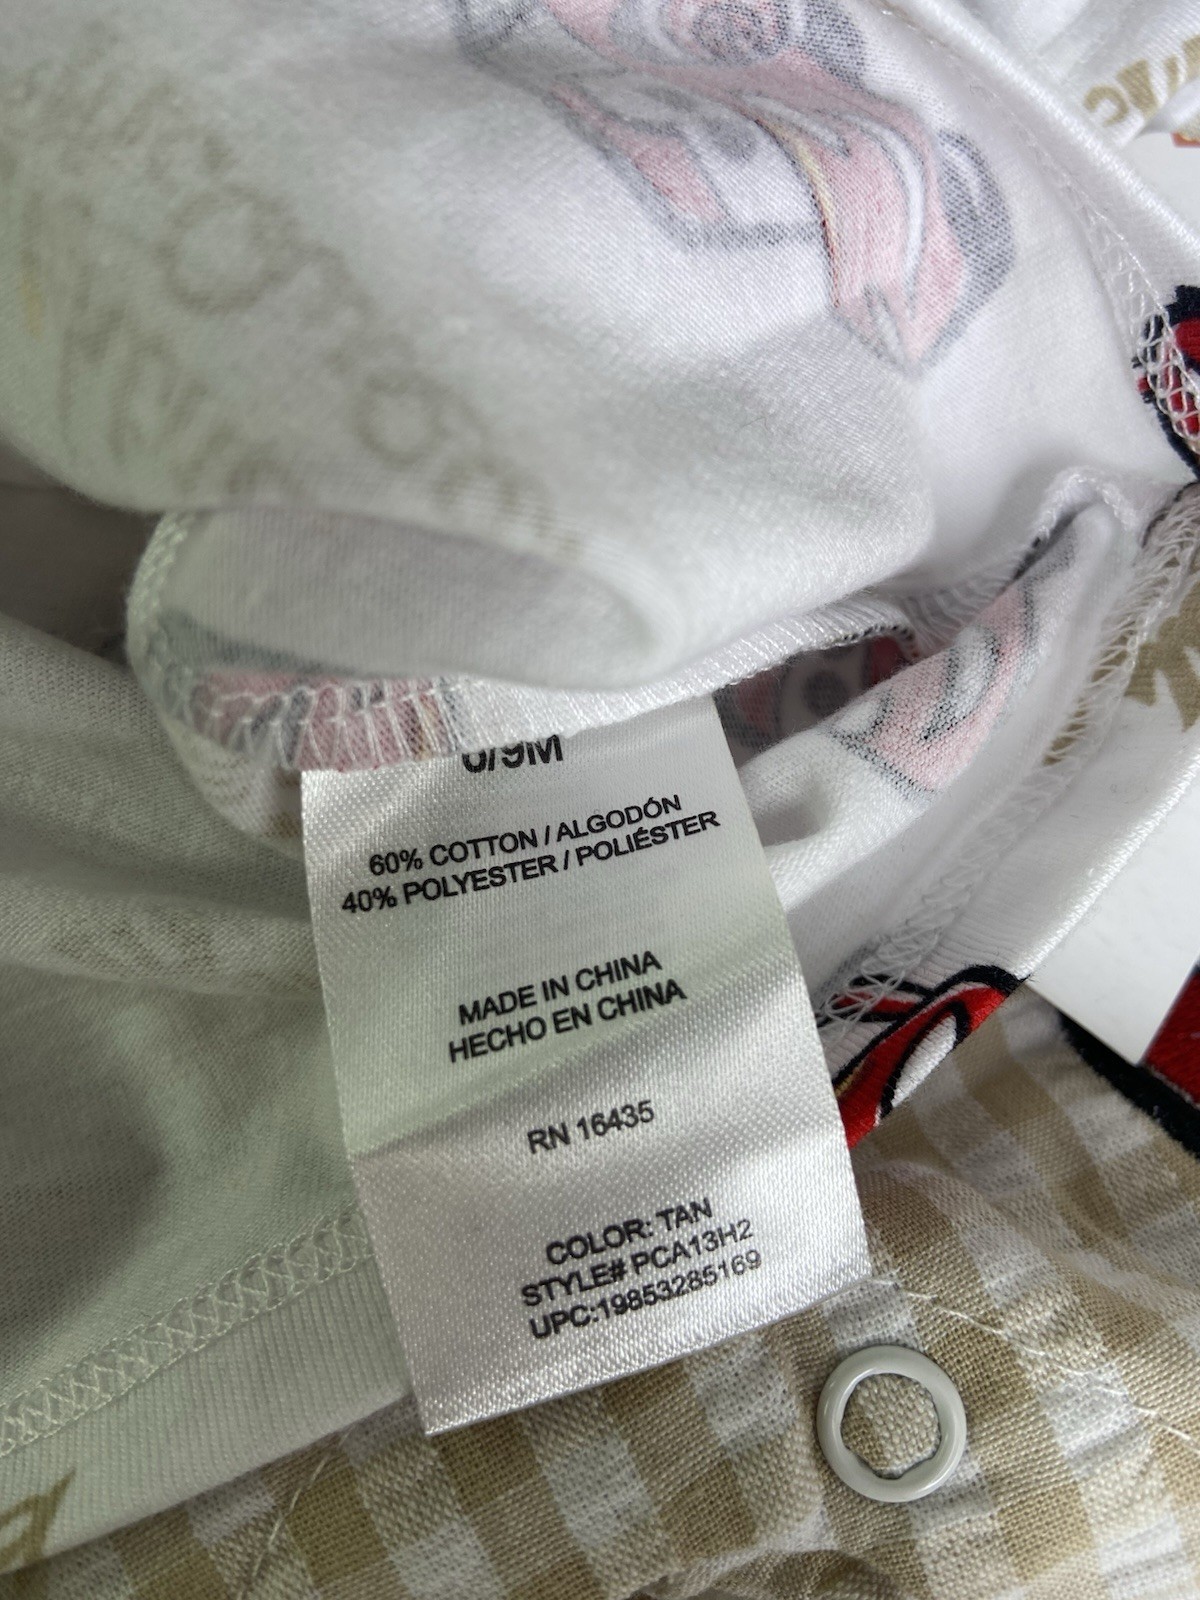 6/9M
60% COTTON / ALGODÓN
40% POLYESTER / POLIÉSTER
MADE IN CHINA
HECHO EN CHINA
RN 16435
COLOR: TAN
STYLE# PCA13H2
UPC:19853285169